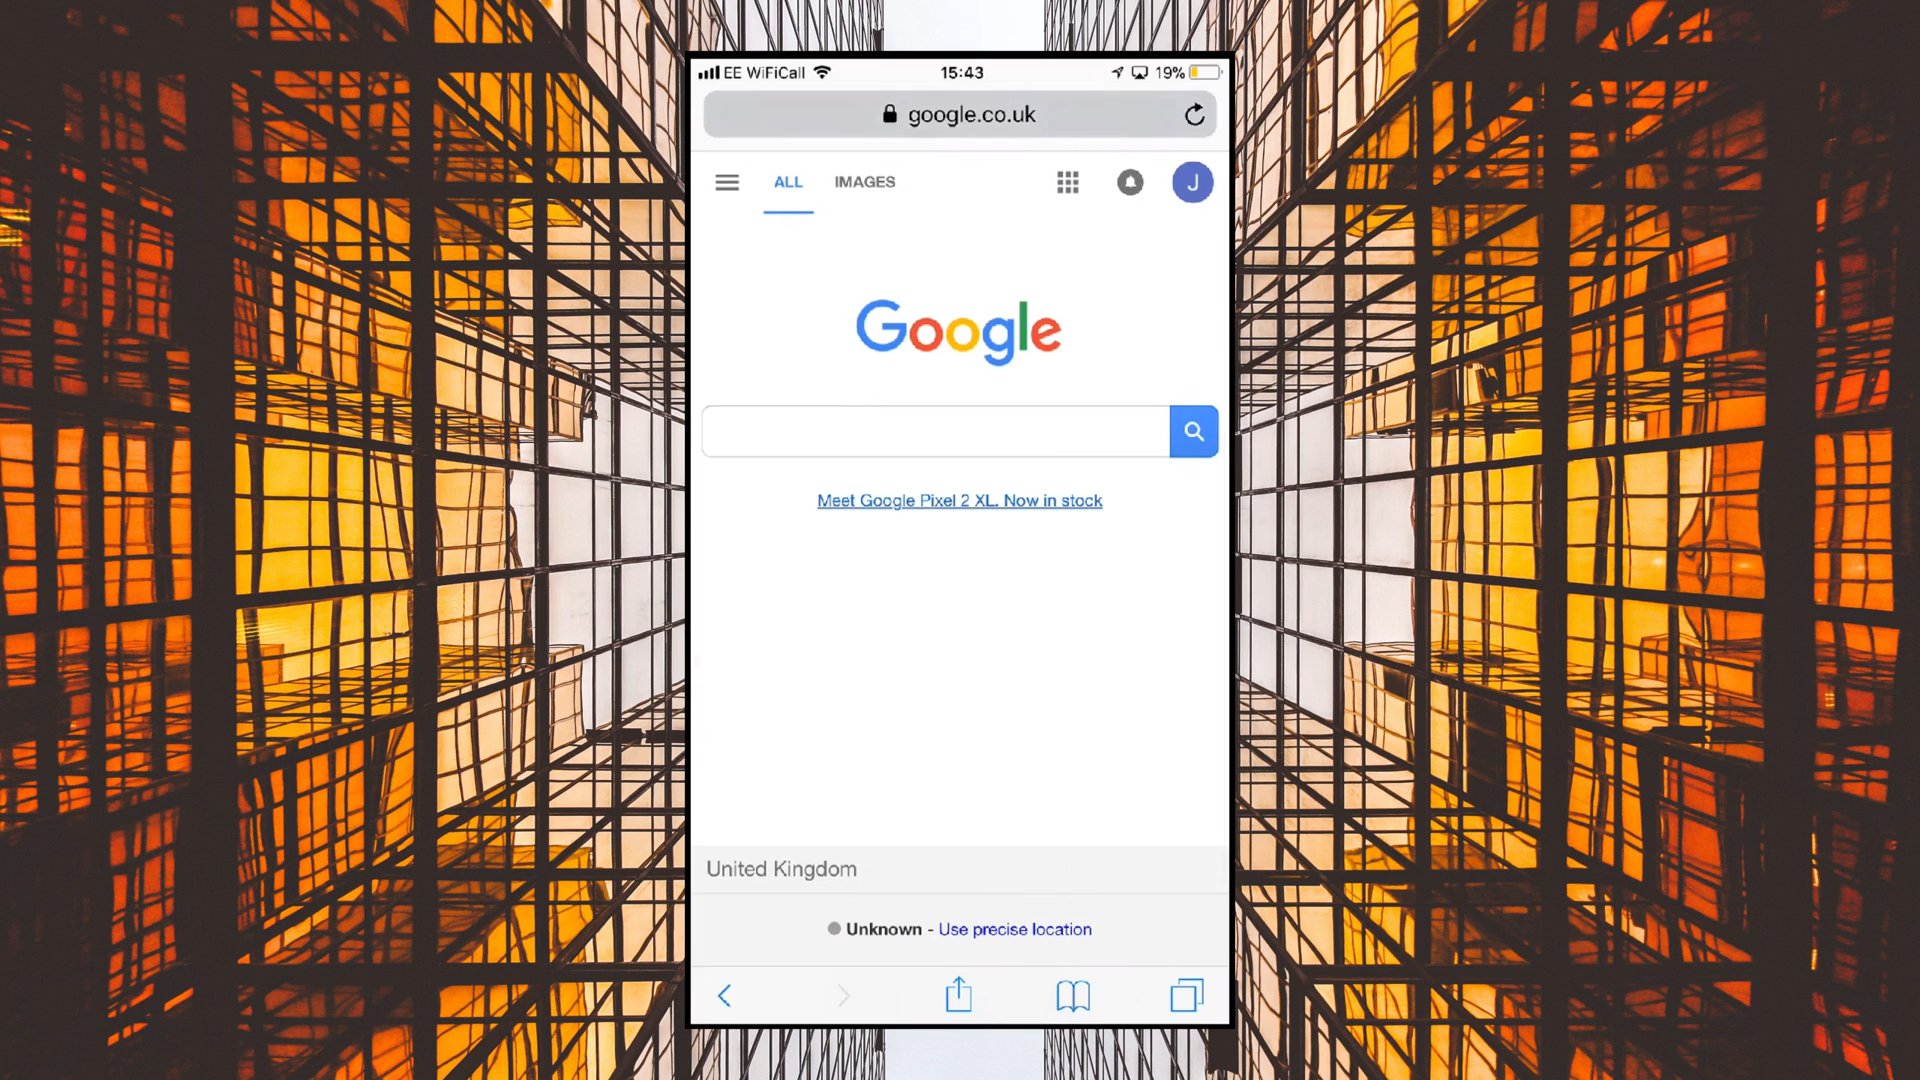 EE WiFiCall 15:43 19%
google.co.uk
ALL IMAGES J
Google
Meet Google Pixel 2 XL. Now in stock
United Kingdom
Unknown - Use precise location